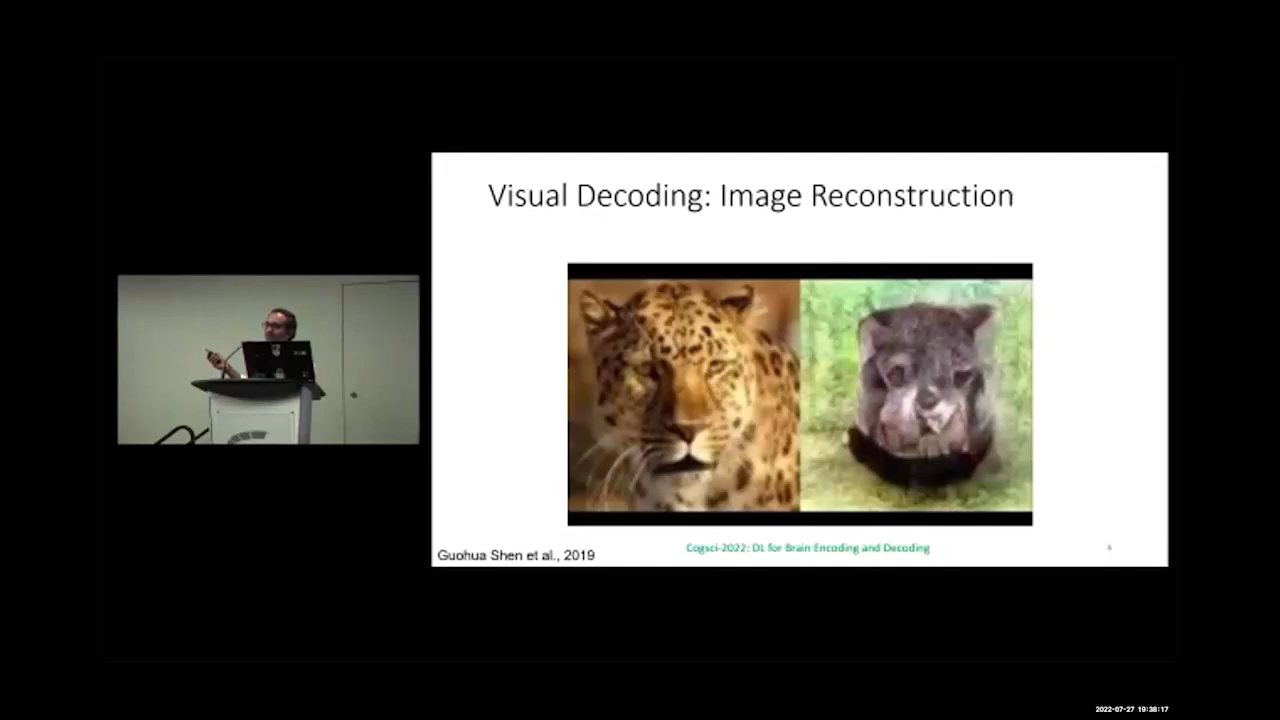 Visual Decoding: Image Reconstruction
Guohua Shen et al., 2019
Cogsci-2022: DL for Brain Encoding and Decoding
2022-07-27 19:38:17